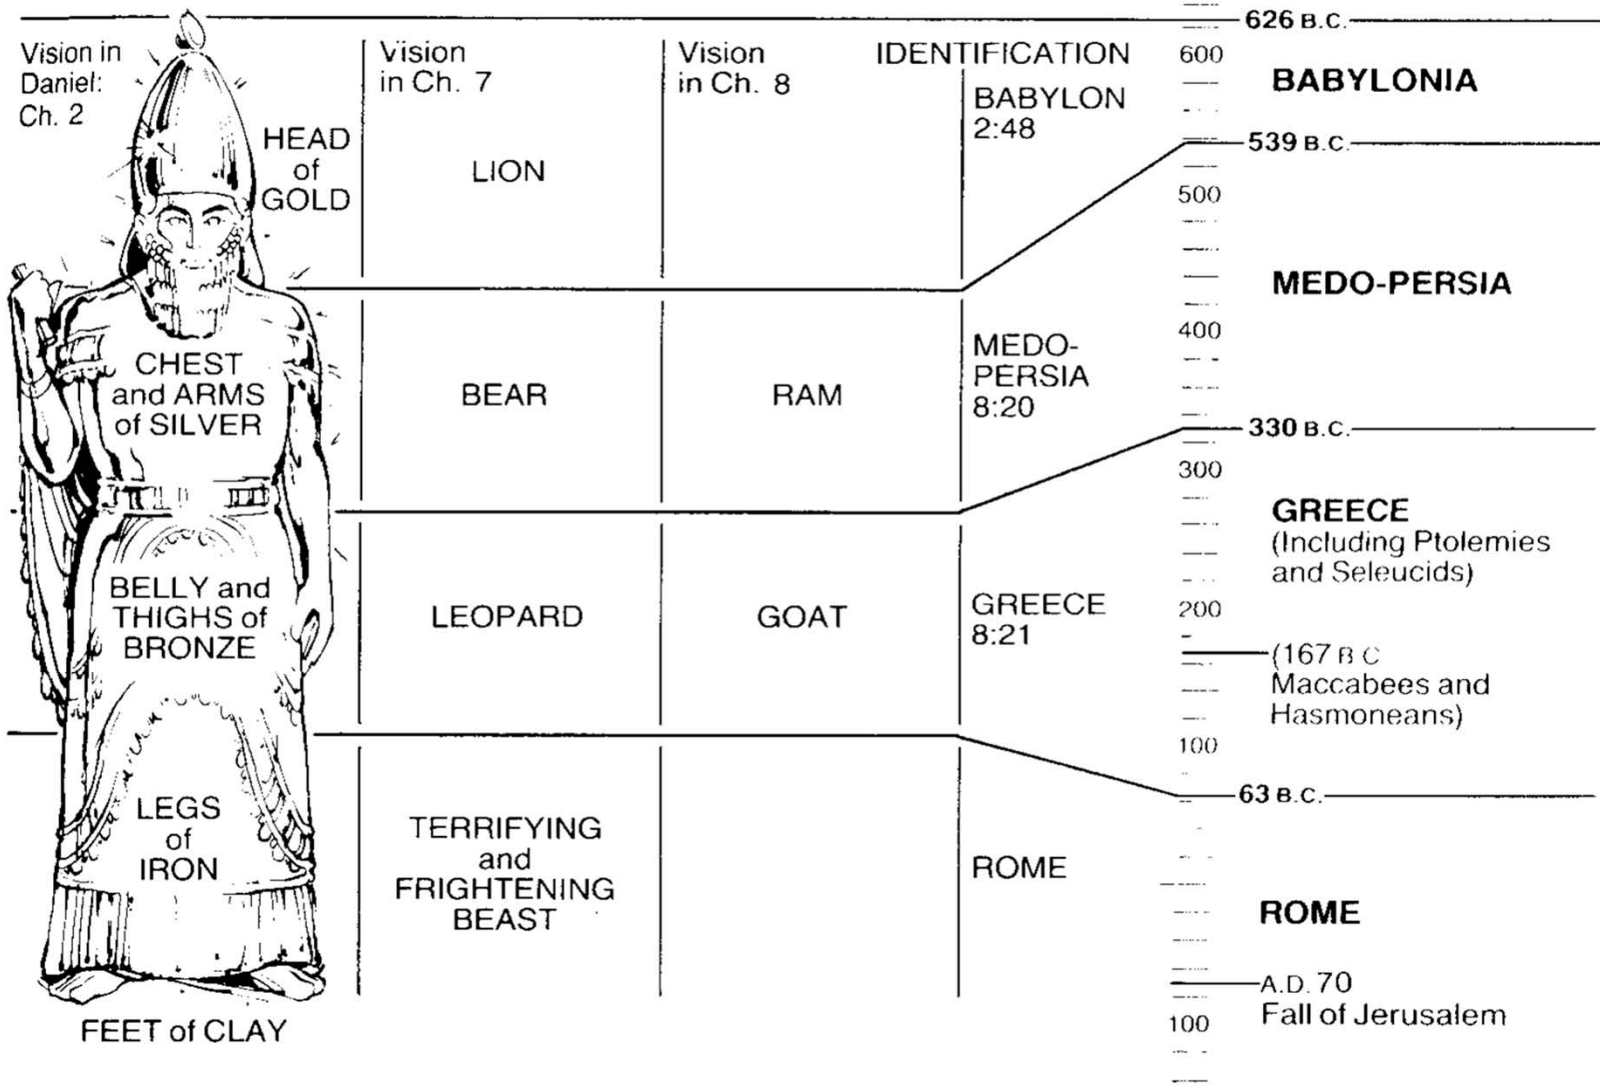 Vision in
Daniel:
Ch. 2
HEAD
of
GOLD
CHEST
and ARMS
of SILVER
BELLY and
THIGHS of
BRONZE
LEGS
of
IRON
FEET of CLAY
Vision
in Ch. 7
LION
BEAR
LEOPARD
TERRIFYING
and
FRIGHTENING
BEAST
Vision
in Ch. 8
RAM
GOAT
IDENTIFICATION
BABYLON
2:48
MEDO-
PERSIA
8:20
GREECE
8:21
ROME
626 B.C.
600
BABYLONIA
539 B.C.
500
MEDO-PERSIA
400
330 B.C.
300
GREECE
(Including Ptolemies
and Seleucids)
200
(167 B C
Maccabees and
Hasmoneans)
100
63 B.C.
ROME
A.D. 70
Fall of Jerusalem
100